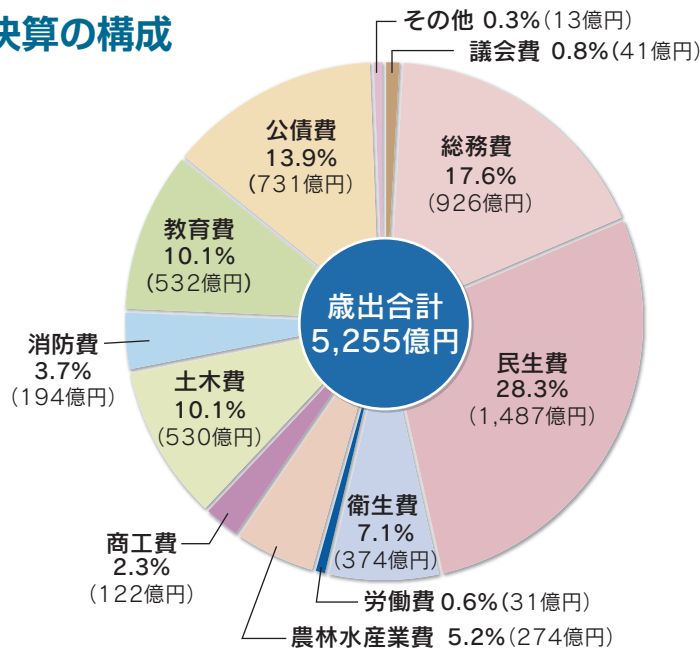 決算の構成
その他 0.3%(13億円)
議会費 0.8%(41億円)
総務費
17.6%
(926億円)
民生費
28.3%
(1,487億円)
衛生費
7.1%
(374億円)
労働費 0.6%(31億円)
農林水産業費 5.2%(274億円)
商工費
2.3%
(122億円)
土木費
10.1%
(530億円)
消防費
3.7%
(194億円)
教育費
10.1%
(532億円)
公債費
13.9%
(731億円)
歳出合計
5,255億円